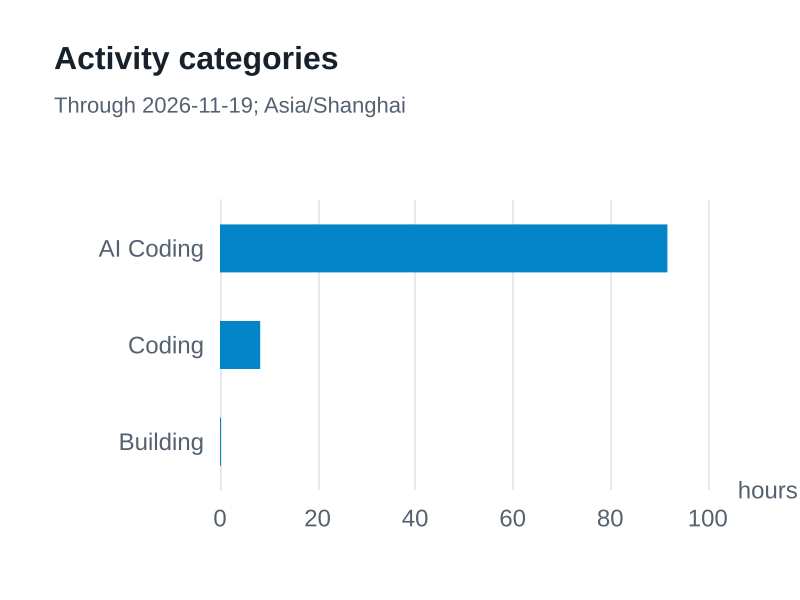 Activity categories
Through 2026-11-19; Asia/Shanghai
AI Coding
Coding
Building
hours
0 20 40 60 80 100